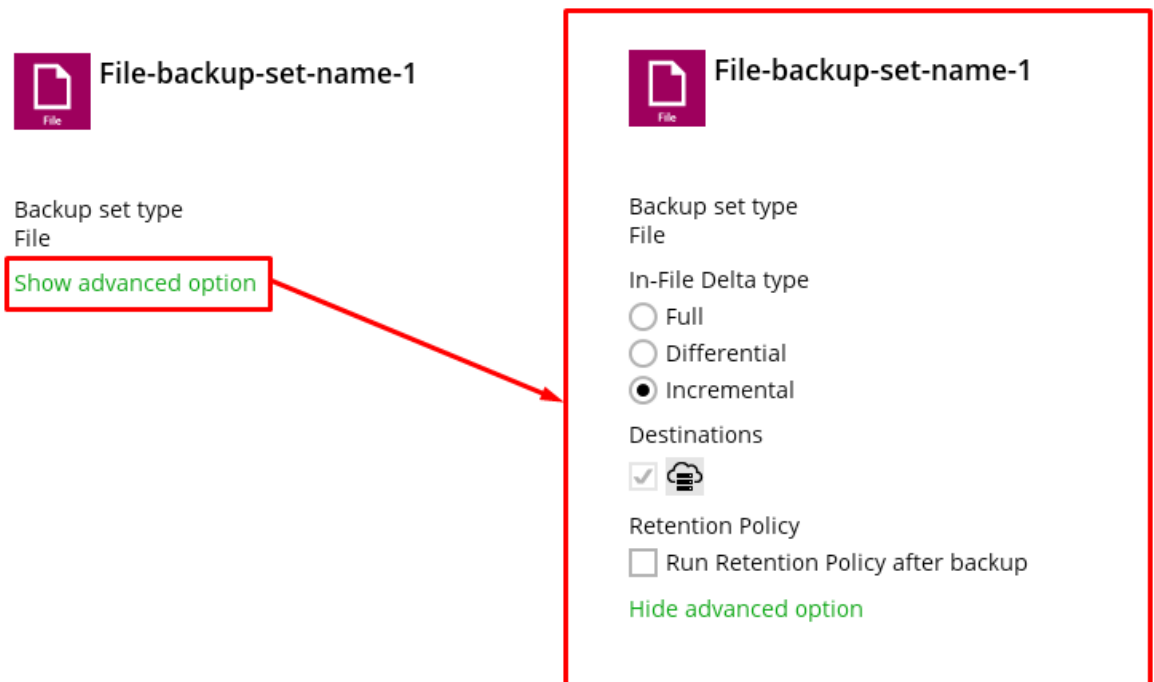 File-backup-set-name-1
File
Backup set type
File
Show advanced option
File-backup-set-name-1
File
Backup set type
File
In-File Delta type
Full
Differential
Incremental
Destinations
Retention Policy
Run Retention Policy after backup
Hide advanced option